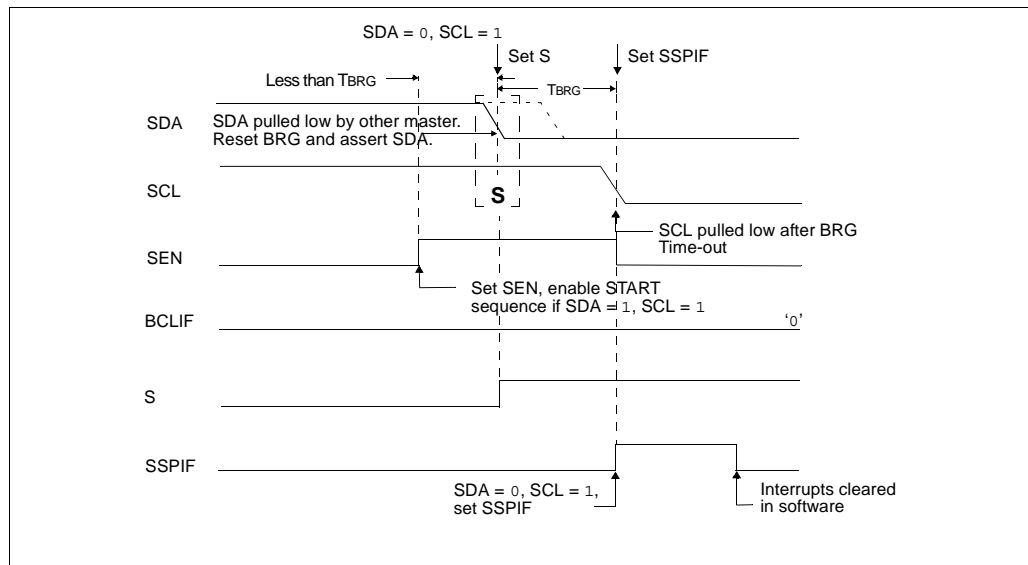 SDA = 0, SCL = 1
Set S
Set SSPIF
Less than TBRG
TBRG
SDA
SDA pulled low by other master.
Reset BRG and assert SDA.
SCL
S
SCL pulled low after BRG
Time-out
SEN
Set SEN, enable START
sequence if SDA = 1, SCL = 1
BCLIF
'0'
S
SSPIF
SDA = 0, SCL = 1,
set SSPIF
Interrupts cleared
in software